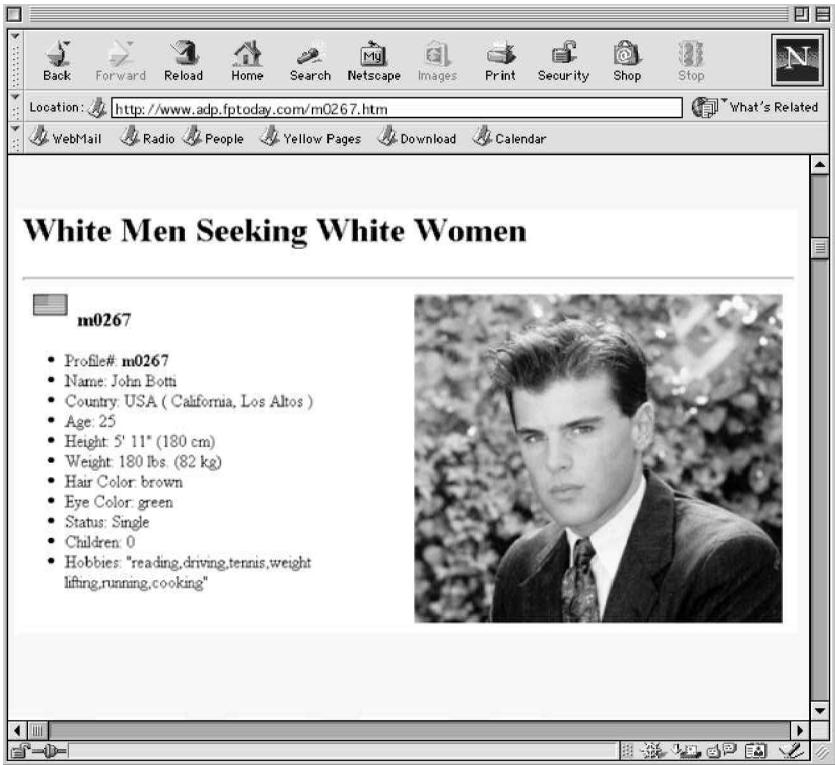 Back Forward Reload Home Search Netscape Images Print Security Shop Stop
My
N
Location: http://www.adp.fptoday.com/m0267.htm What's Related
WebMail Radio People Yellow Pages Download Calendar
White Men Seeking White Women
m0267
Profile#: m0267
Name: John Botti
Country: USA ( California, Los Altos )
Age: 25
Height: 5' 11" (180 cm)
Weight: 180 lbs. (82 kg)
Hair Color: brown
Eye Color: green
Status: Single
Children: 0
Hobbies: "reading,driving,tennis,weight
lifting,running,cooking"